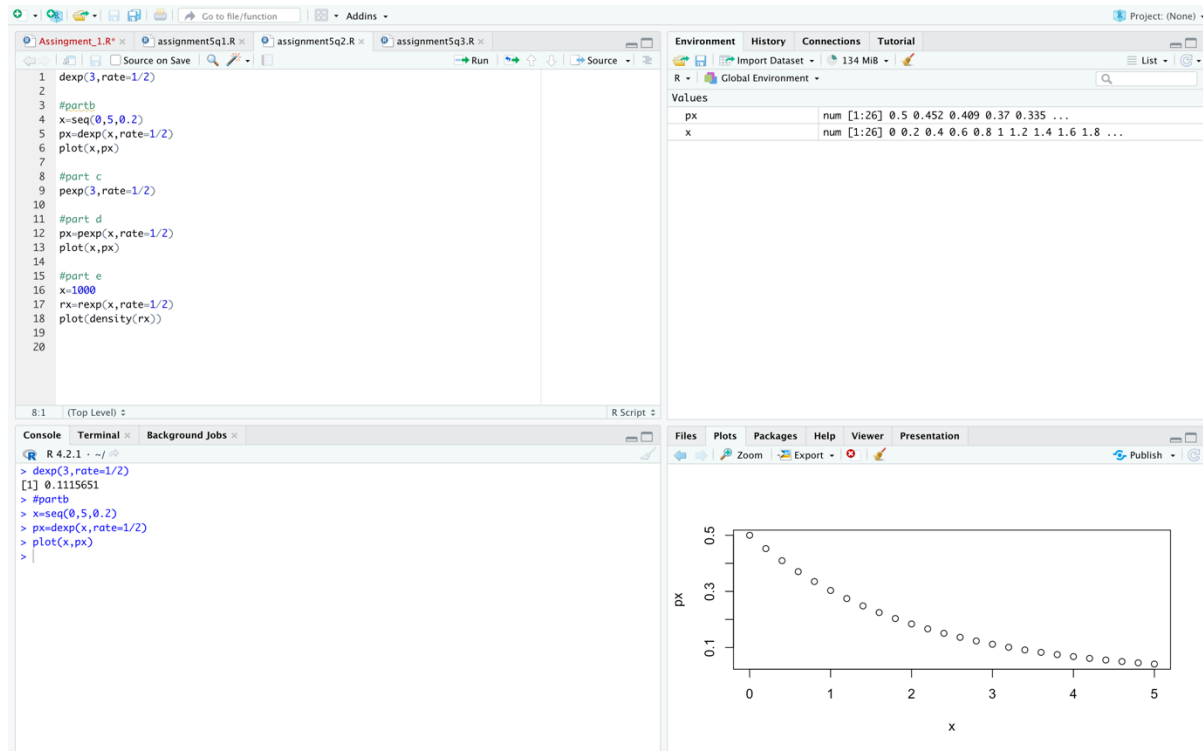 Go to file/function
Addins
Project: (None)
Assingment_1.R*
assignment5q1.R
assignment5q2.R
assignment5q3.R
Source on Save
Run
Source
1 dexp(3,rate=1/2)
2
3 #partb
4 x=seq(0,5,0.2)
5 px=dexp(x,rate=1/2)
6 plot(x,px)
7
8 #part c
9 pexp(3,rate=1/2)
10
11 #part d
12 px=pexp(x,rate=1/2)
13 plot(x,px)
14
15 #part e
16 x=1000
17 rx=rexp(x,rate=1/2)
18 plot(density(rx))
19
20
8:1 (Top Level)
R Script
Console Terminal Background Jobs
R 4.2.1 · ~/
> dexp(3,rate=1/2)
[1] 0.1115651
> #partb
> x=seq(0,5,0.2)
> px=dexp(x,rate=1/2)
> plot(x,px)
>
Environment History Connections Tutorial
Import Dataset 134 MiB
List
R Global Environment
Values
px num [1:26] 0.5 0.452 0.409 0.37 0.335 ...
x num [1:26] 0 0.2 0.4 0.6 0.8 1 1.2 1.4 1.6 1.8 ...
Files Plots Packages Help Viewer Presentation
Zoom Export
Publish
0.5
0.3
0.1
px
0 1 2 3 4 5
x